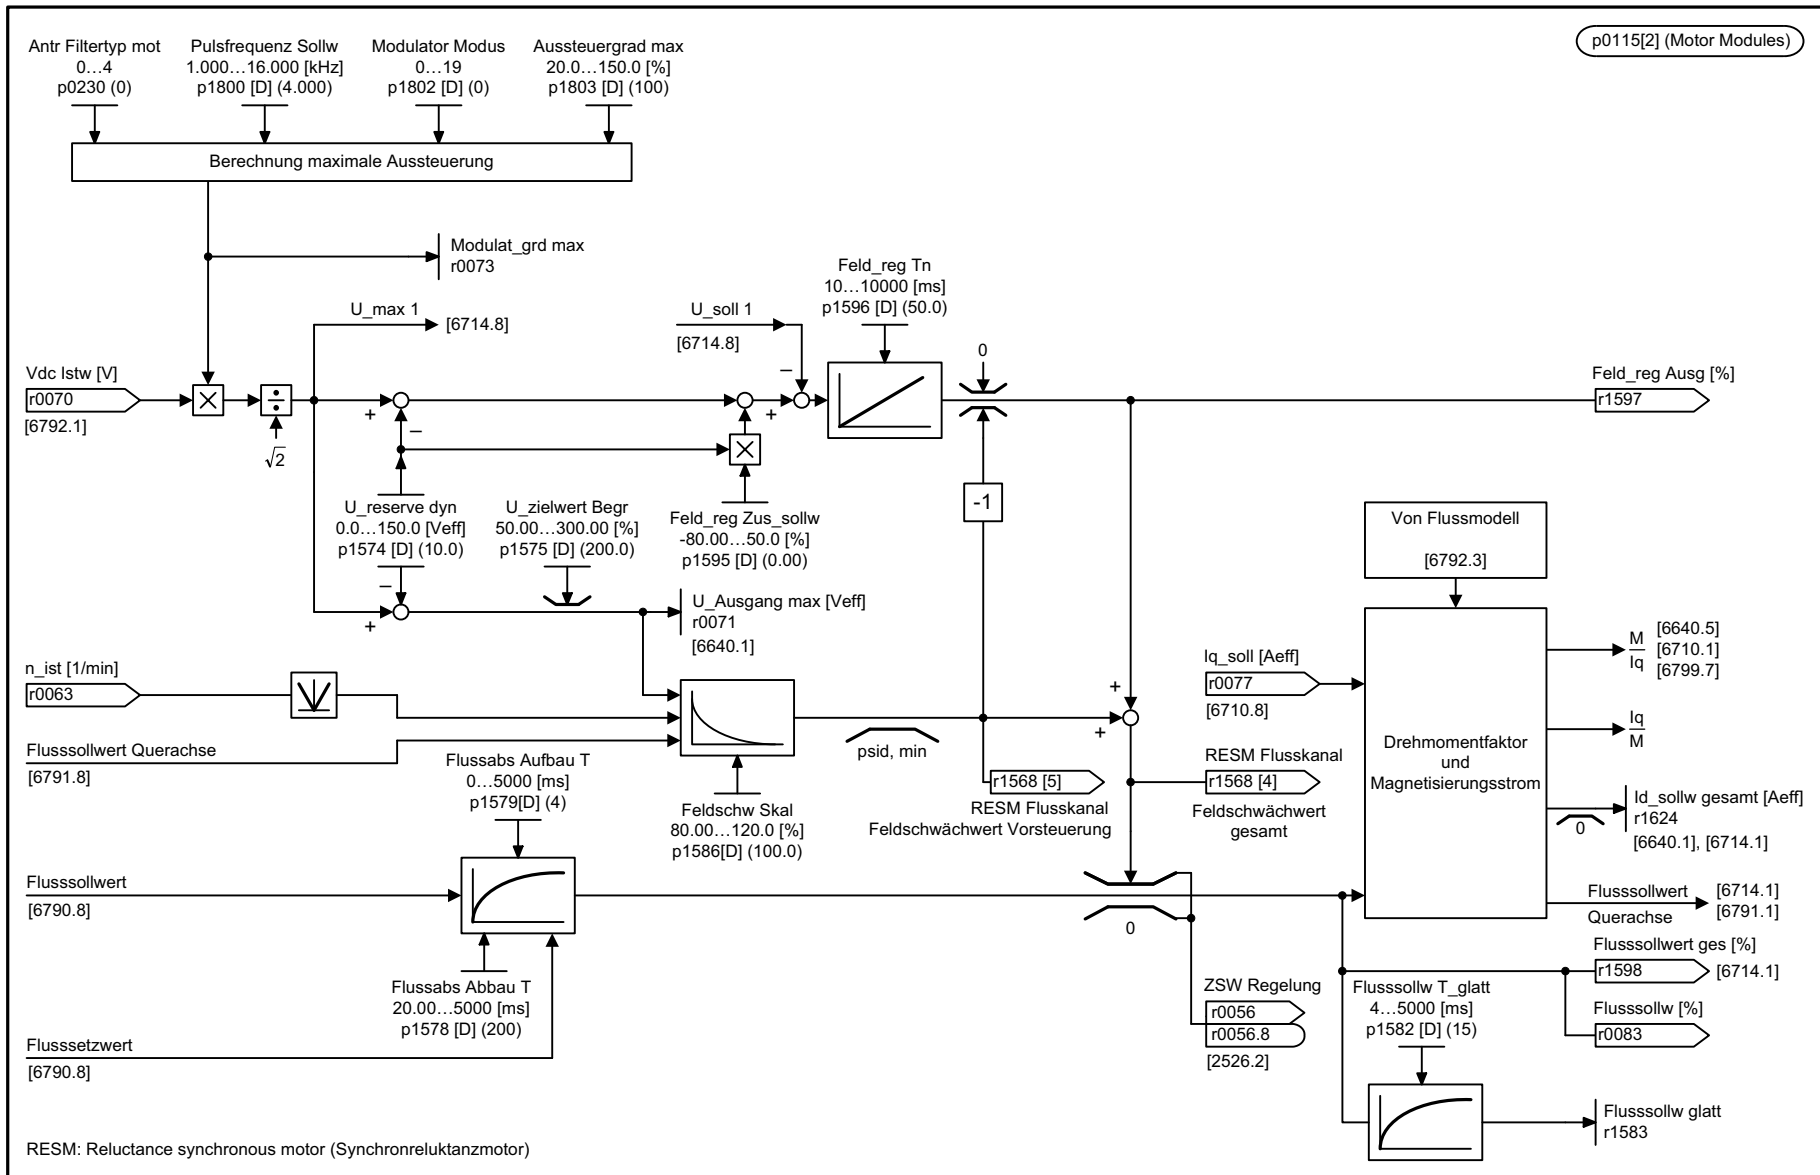 p0115[2] (Motor Modules)
Antr Filtertyp mot
0…4
p0230 (0)
Pulsfrequenz Sollw
1.000…16.000 [kHz]
p1800 [D] (4.000)
Modulator Modus
0…19
p1802 [D] (0)
Aussteuergrad max
20.0…150.0 [%]
p1803 [D] (100)
Berechnung maximale Aussteuerung
Modulat_grd max
r0073
U_max 1
[6714.8]
U_soll 1
[6714.8]
Feld_reg Tn
10…10000 [ms]
p1596 [D] (50.0)
0
Feld_reg Ausg [%]
r1597
Vdc Istw [V]
r0070
[6792.1]
×
÷
√2
+
–
+
–
×
U_reserve dyn
0.0…150.0 [Veff]
p1574 [D] (10.0)
U_zielwert Begr
50.00…300.00 [%]
p1575 [D] (200.0)
Feld_reg Zus_sollw
-80.00…50.0 [%]
p1595 [D] (0.00)
-1
Von Flussmodell
[6792.3]
–
+
U_Ausgang max [Veff]
r0071
[6640.1]
n_ist [1/min]
r0063
Flusssollwert Querachse
[6791.8]
psid, min
+
+
Iq_soll [Aeff]
r0077
[6710.8]
Drehmomentfaktor
und
Magnetisierungsstrom
M
Iq
[6640.5]
[6710.1]
[6799.7]
Iq
M
Flussabs Aufbau T
0…5000 [ms]
p1579[D] (4)
Feldschw Skal
80.00…120.0 [%]
p1586[D] (100.0)
r1568 [5]
RESM Flusskanal
Feldschwächwert Vorsteuerung
RESM Flusskanal
r1568 [4]
Feldschwächwert
gesamt
0
Id_sollw gesamt [Aeff]
r1624
[6640.1], [6714.1]
Flusssollwert
[6790.8]
0
Flusssollwert
Querachse
[6714.1]
[6791.1]
Flusssollwert ges [%]
r1598
[6714.1]
Flusssollw [%]
r0083
Flussabs Abbau T
20.00…5000 [ms]
p1578 [D] (200)
Flusssetzwert
[6790.8]
ZSW Regelung
r0056
r0056.8
[2526.2]
Flusssollw T_glatt
4…5000 [ms]
p1582 [D] (15)
Flusssollw glatt
r1583
RESM: Reluctance synchronous motor (Synchronreluktanzmotor)